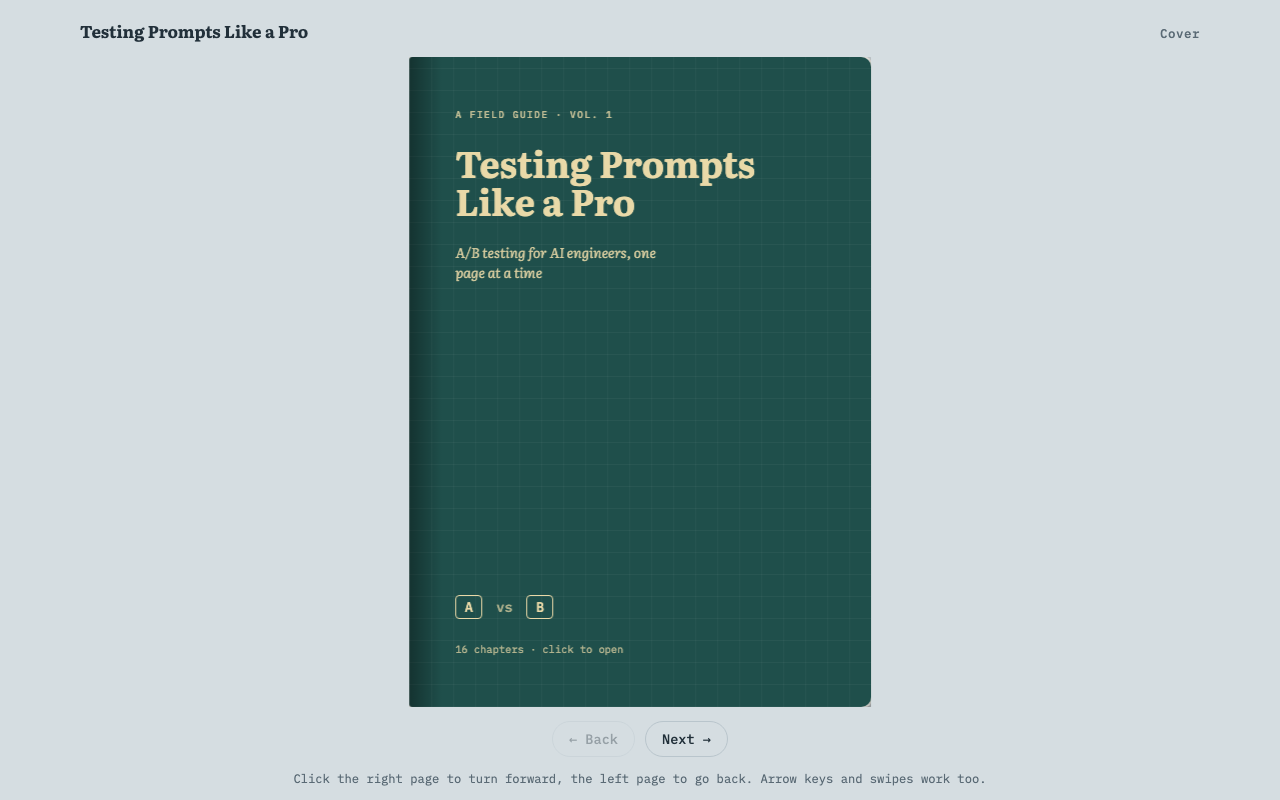 Testing Prompts Like a Pro
Cover
A FIELD GUIDE · VOL. 1
Testing Prompts
Like a Pro
A/B testing for AI engineers, one
page at a time
A vs B
16 chapters · click to open
← Back
Next →
Click the right page to turn forward, the left page to go back. Arrow keys and swipes work too.